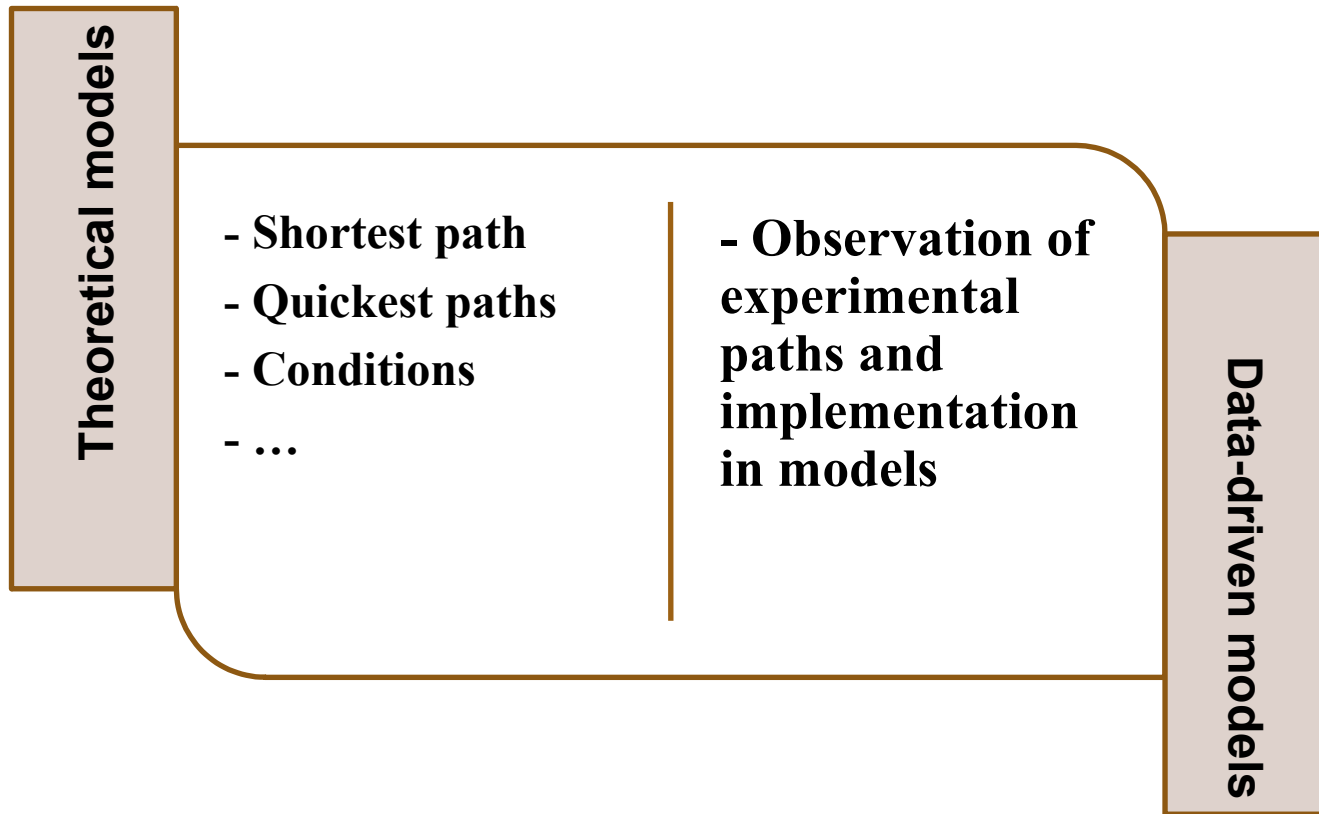 Theoretical models
- Shortest path
- Quickest paths
- Conditions
- …
- Observation of
experimental
paths and
implementation
in models
Data-driven models